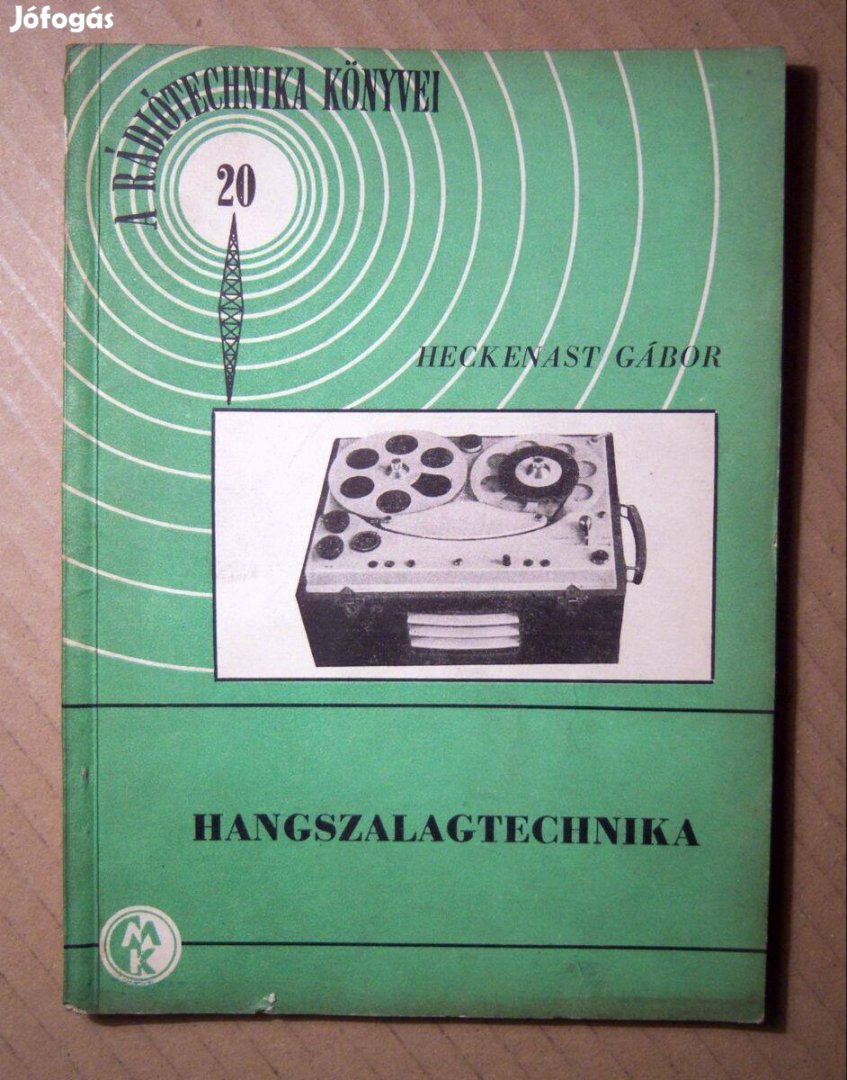 Jófogás
A RÁDIÓTECHNIKA KÖNYVEI
20
HECKENAST GÁBOR
HANGSZALAGTECHNIKA
MK